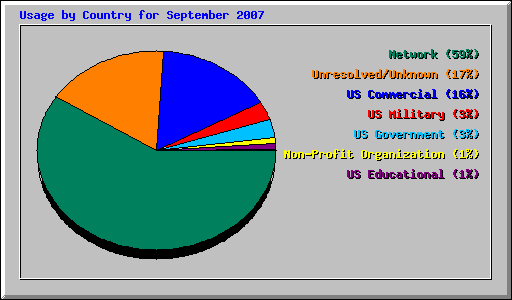 Usage by Country for September 2007
Network (59%)
Unresolved/Unknown (17%)
US Commercial (16%)
US Military (3%)
US Government (3%)
Non-Profit Organization (1%)
US Educational (1%)